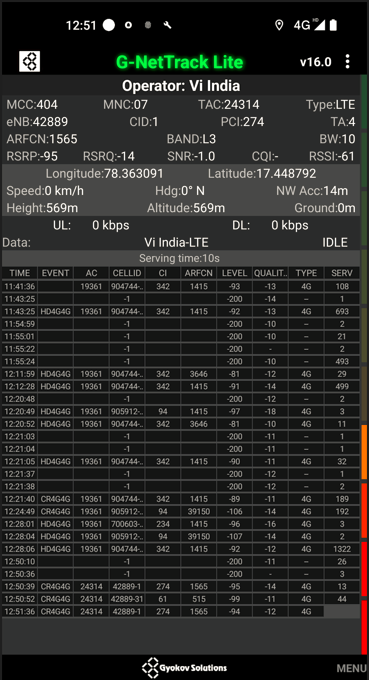 12:51 4G HD
G-NetTrack Lite v16.0
Operator: Vi India
MCC:404 MNC:07 TAC:24314 Type:LTE
eNB:42889 CID:1 PCI:274 TA:4
ARFCN:1565 BAND:L3 BW:10
RSRP:-95 RSRQ:-14 SNR:-1.0 CQI:- RSSI:-61
Longitude:78.363091 Latitude:17.448792
Speed:0 km/h Hdg:0° N NW Acc:14m
Height:569m Altitude:569m Ground:0m
UL: 0 kbps DL: 0 kbps
Data: Vi India-LTE IDLE
Serving time:10s
TIME EVENT AC CELLID CI ARFCN LEVEL QUALIT.. TYPE SERV
11:41:36 19361 904744-.. 342 1415 -93 -13 4G 108
11:43:25 -1 -200 -14 – 1
11:43:25 HD4G4G 19361 904744-.. 342 1415 -92 -13 4G 693
11:54:59 -1 -200 -10 – 2
11:55:01 -1 -200 -10 – 21
11:55:22 -1 -200 - – 2
11:55:24 -1 -200 -10 – 493
12:11:59 HD4G4G 19361 904744-.. 342 3646 -81 -12 4G 29
12:12:28 HD4G4G 19361 904744-.. 342 1415 -91 -14 4G 499
12:20:48 -1 -200 -12 – 2
12:20:49 HD4G4G 19361 905912-.. 94 1415 -97 -18 4G 3
12:20:52 HD4G4G 19361 904744-.. 342 3646 -81 -10 4G 11
12:21:03 -1 -200 -11 – 1
12:21:04 -1 -200 -11 – 1
12:21:05 HD4G4G 19361 904744-.. 342 1415 -90 -11 4G 32
12:21:37 -1 -200 -12 – 1
12:21:38 -1 -200 -12 – 2
12:21:40 CR4G4G 19361 904744-.. 342 1415 -89 -11 4G 189
12:24:49 CR4G4G 19361 905912-.. 94 39150 -106 -14 4G 192
12:28:01 HD4G4G 19361 700603-.. 234 1415 -96 -16 4G 3
12:28:04 HD4G4G 19361 905912-.. 94 39150 -107 -14 4G 2
12:28:06 HD4G4G 19361 904744-.. 342 1415 -92 -12 4G 1322
12:50:10 -1 -200 -11 – 26
12:50:36 -1 -200 - – 3
12:50:39 CR4G4G 24314 42889-1 274 1565 -95 -14 4G 13
12:50:52 CR4G4G 24314 42889-31 61 515 -99 -11 4G 44
12:51:36 CR4G4G 24314 42889-1 274 1565 -94 -12 4G
Gyokov Solutions MENU